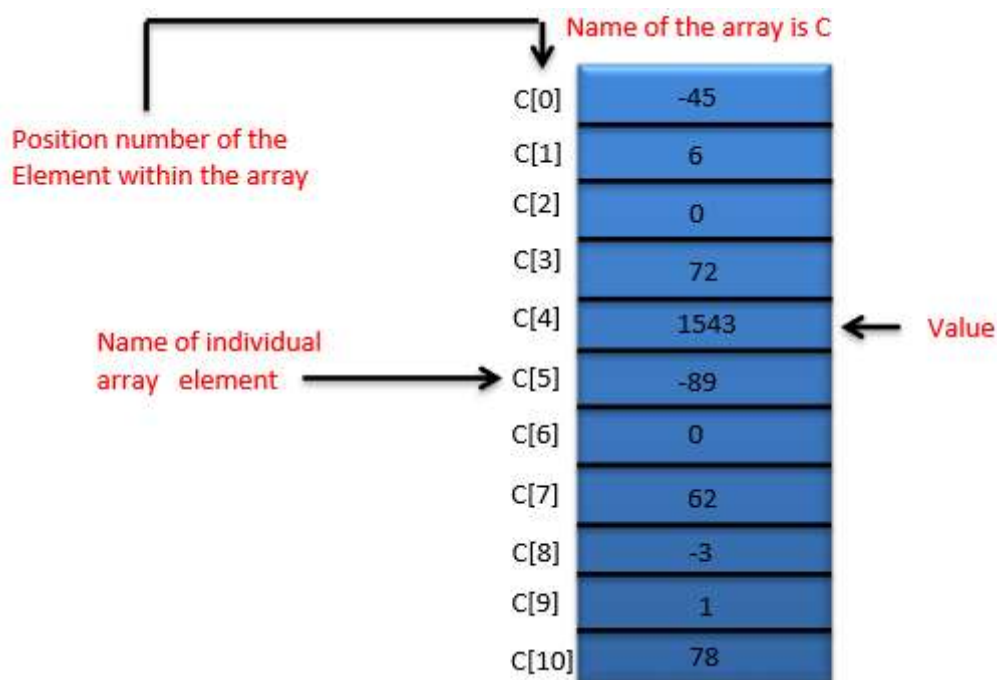 Name of the array is C
C[0] -45
Position number of the
Element within the array
C[1] 6
C[2] 0
C[3] 72
C[4] 1543
Value
Name of individual
array element
C[5] -89
C[6] 0
C[7] 62
C[8] -3
C[9] 1
C[10] 78